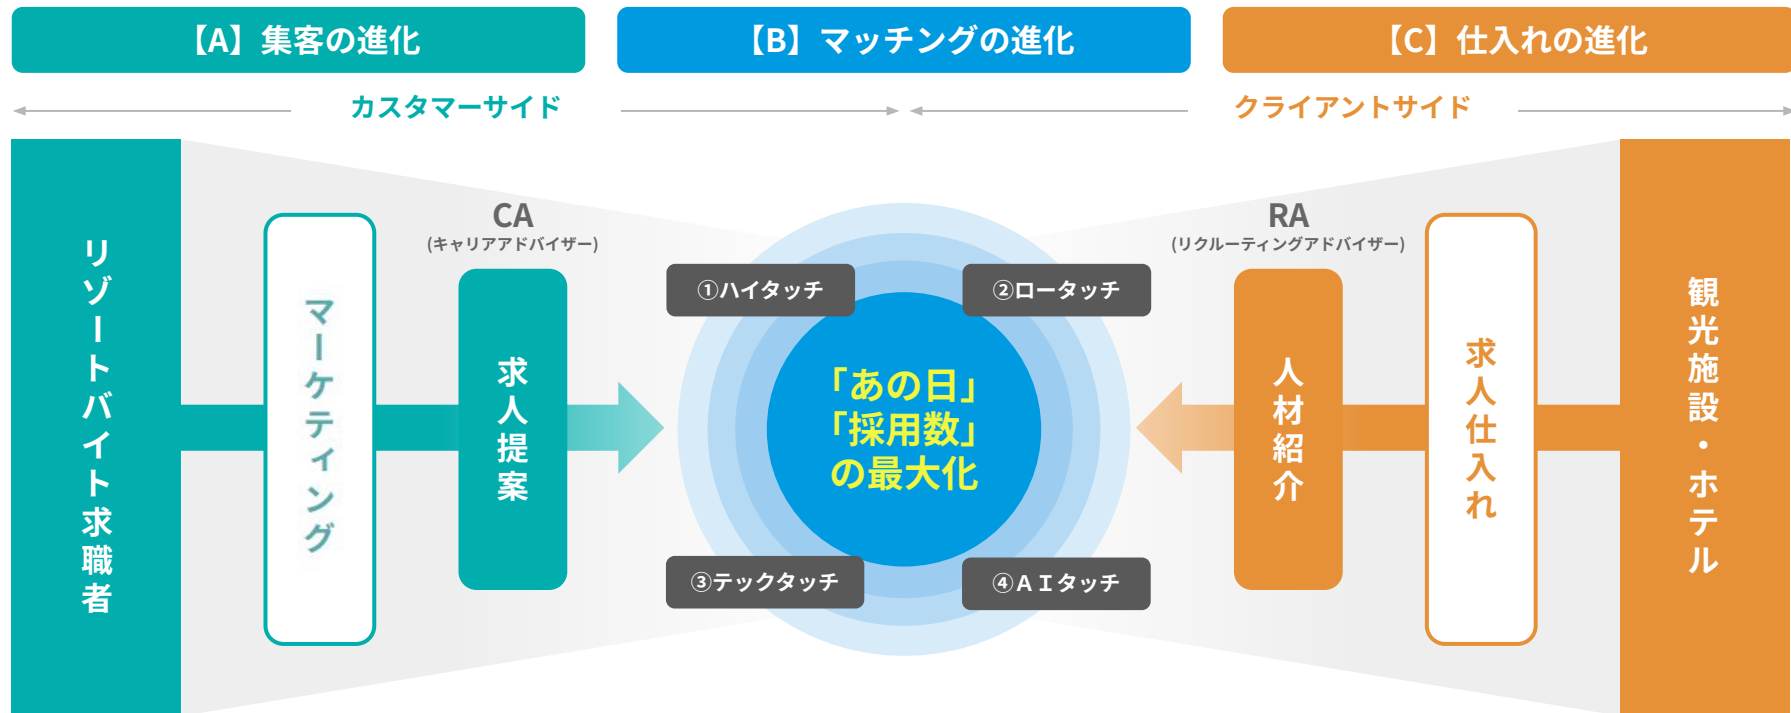 【A】集客の進化
【B】マッチングの進化
【C】仕入れの進化
カスタマーサイド
クライアントサイド
リゾートバイト求職者
マーケティング
CA
(キャリアアドバイザー)
求人提案
①ハイタッチ
②ロータッチ
「あの日」
「採用数」
の最大化
③テックタッチ
④ＡＩタッチ
RA
(リクルーティングアドバイザー)
人材紹介
求人仕入れ
観光施設・ホテル